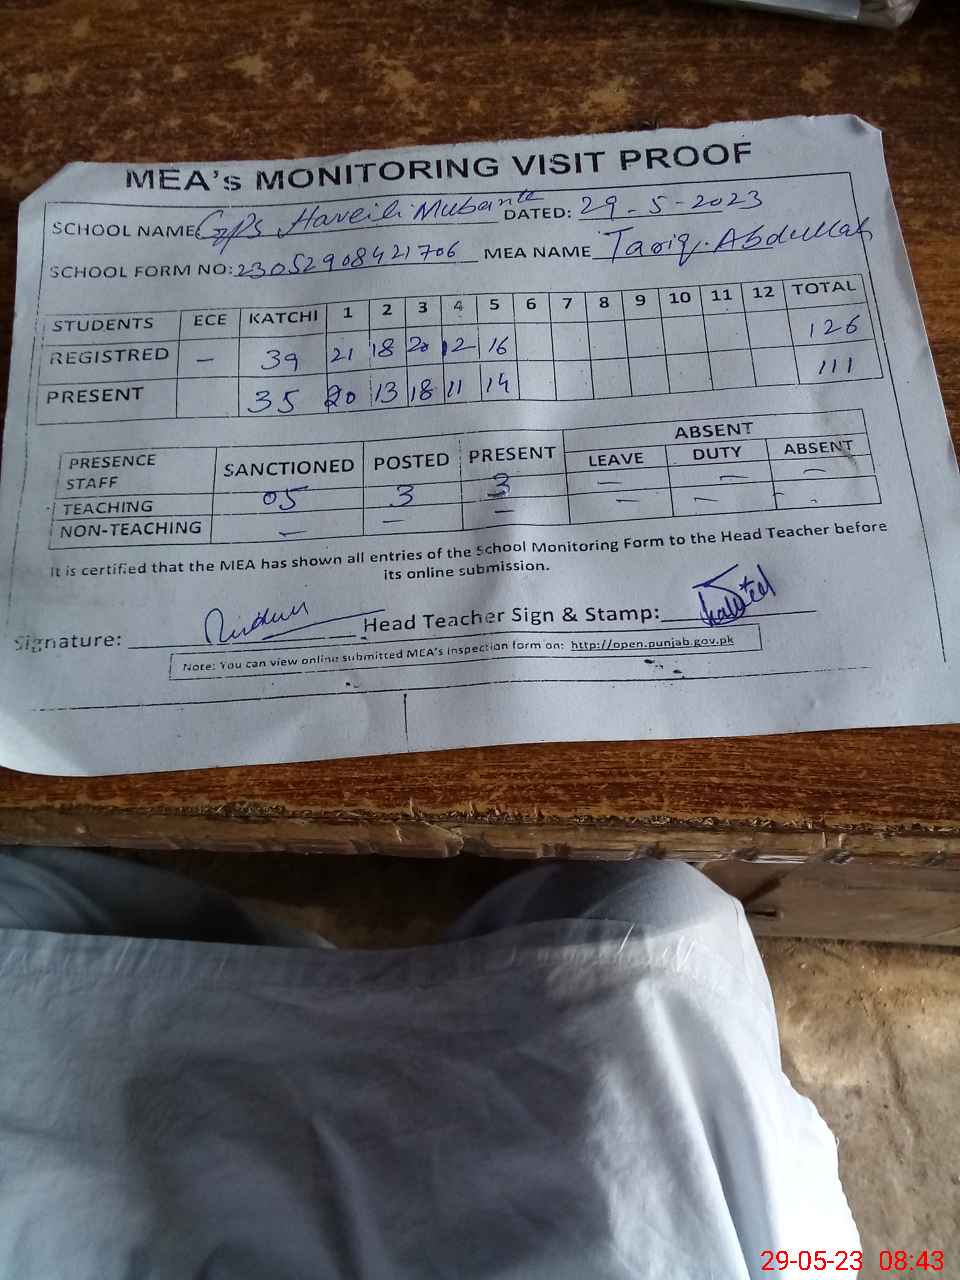 MEA's MONITORING VISIT PROOF
SCHOOL NAME GPS Haveili Mubarik DATED: 29-5-2023
SCHOOL FORM NO: 23052908421706 MEA NAME Tariq Abdullah
STUDENTS ECE KATCHI 1 2 3 4 5 6 7 8 9 10 11 12 TOTAL
REGISTRED – 39 21 18 20 12 16 126
PRESENT 35 20 13 18 11 14 111
PRESENCE STAFF SANCTIONED POSTED PRESENT ABSENT
LEAVE DUTY ABSENT
TEACHING 05 3 3 – – –
NON-TEACHING – – – – – -
It is certified that the MEA has shown all entries of the School Monitoring Form to the Head Teacher before
its online submission.
Signature: Head Teacher Sign & Stamp:
Note: You can view online submitted MEA's inspection form on: http://open.punjab.gov.pk
29-05-23 08:43